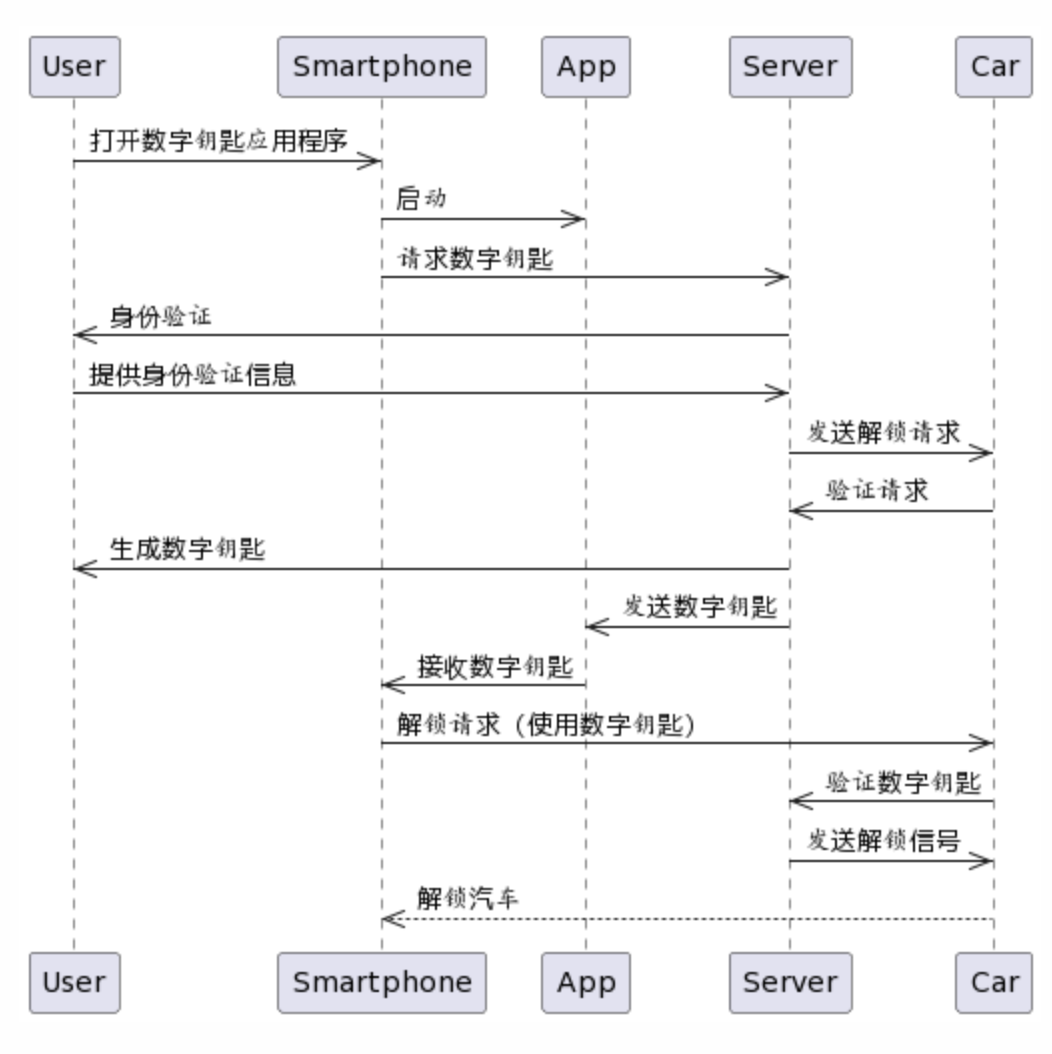 User Smartphone App Server Car
打开数字钥匙应用程序
启动
请求数字钥匙
身份验证
提供身份验证信息
发送解锁请求
验证请求
生成数字钥匙
发送数字钥匙
接收数字钥匙
解锁请求（使用数字钥匙）
验证数字钥匙
发送解锁信号
解锁汽车
User Smartphone App Server Car